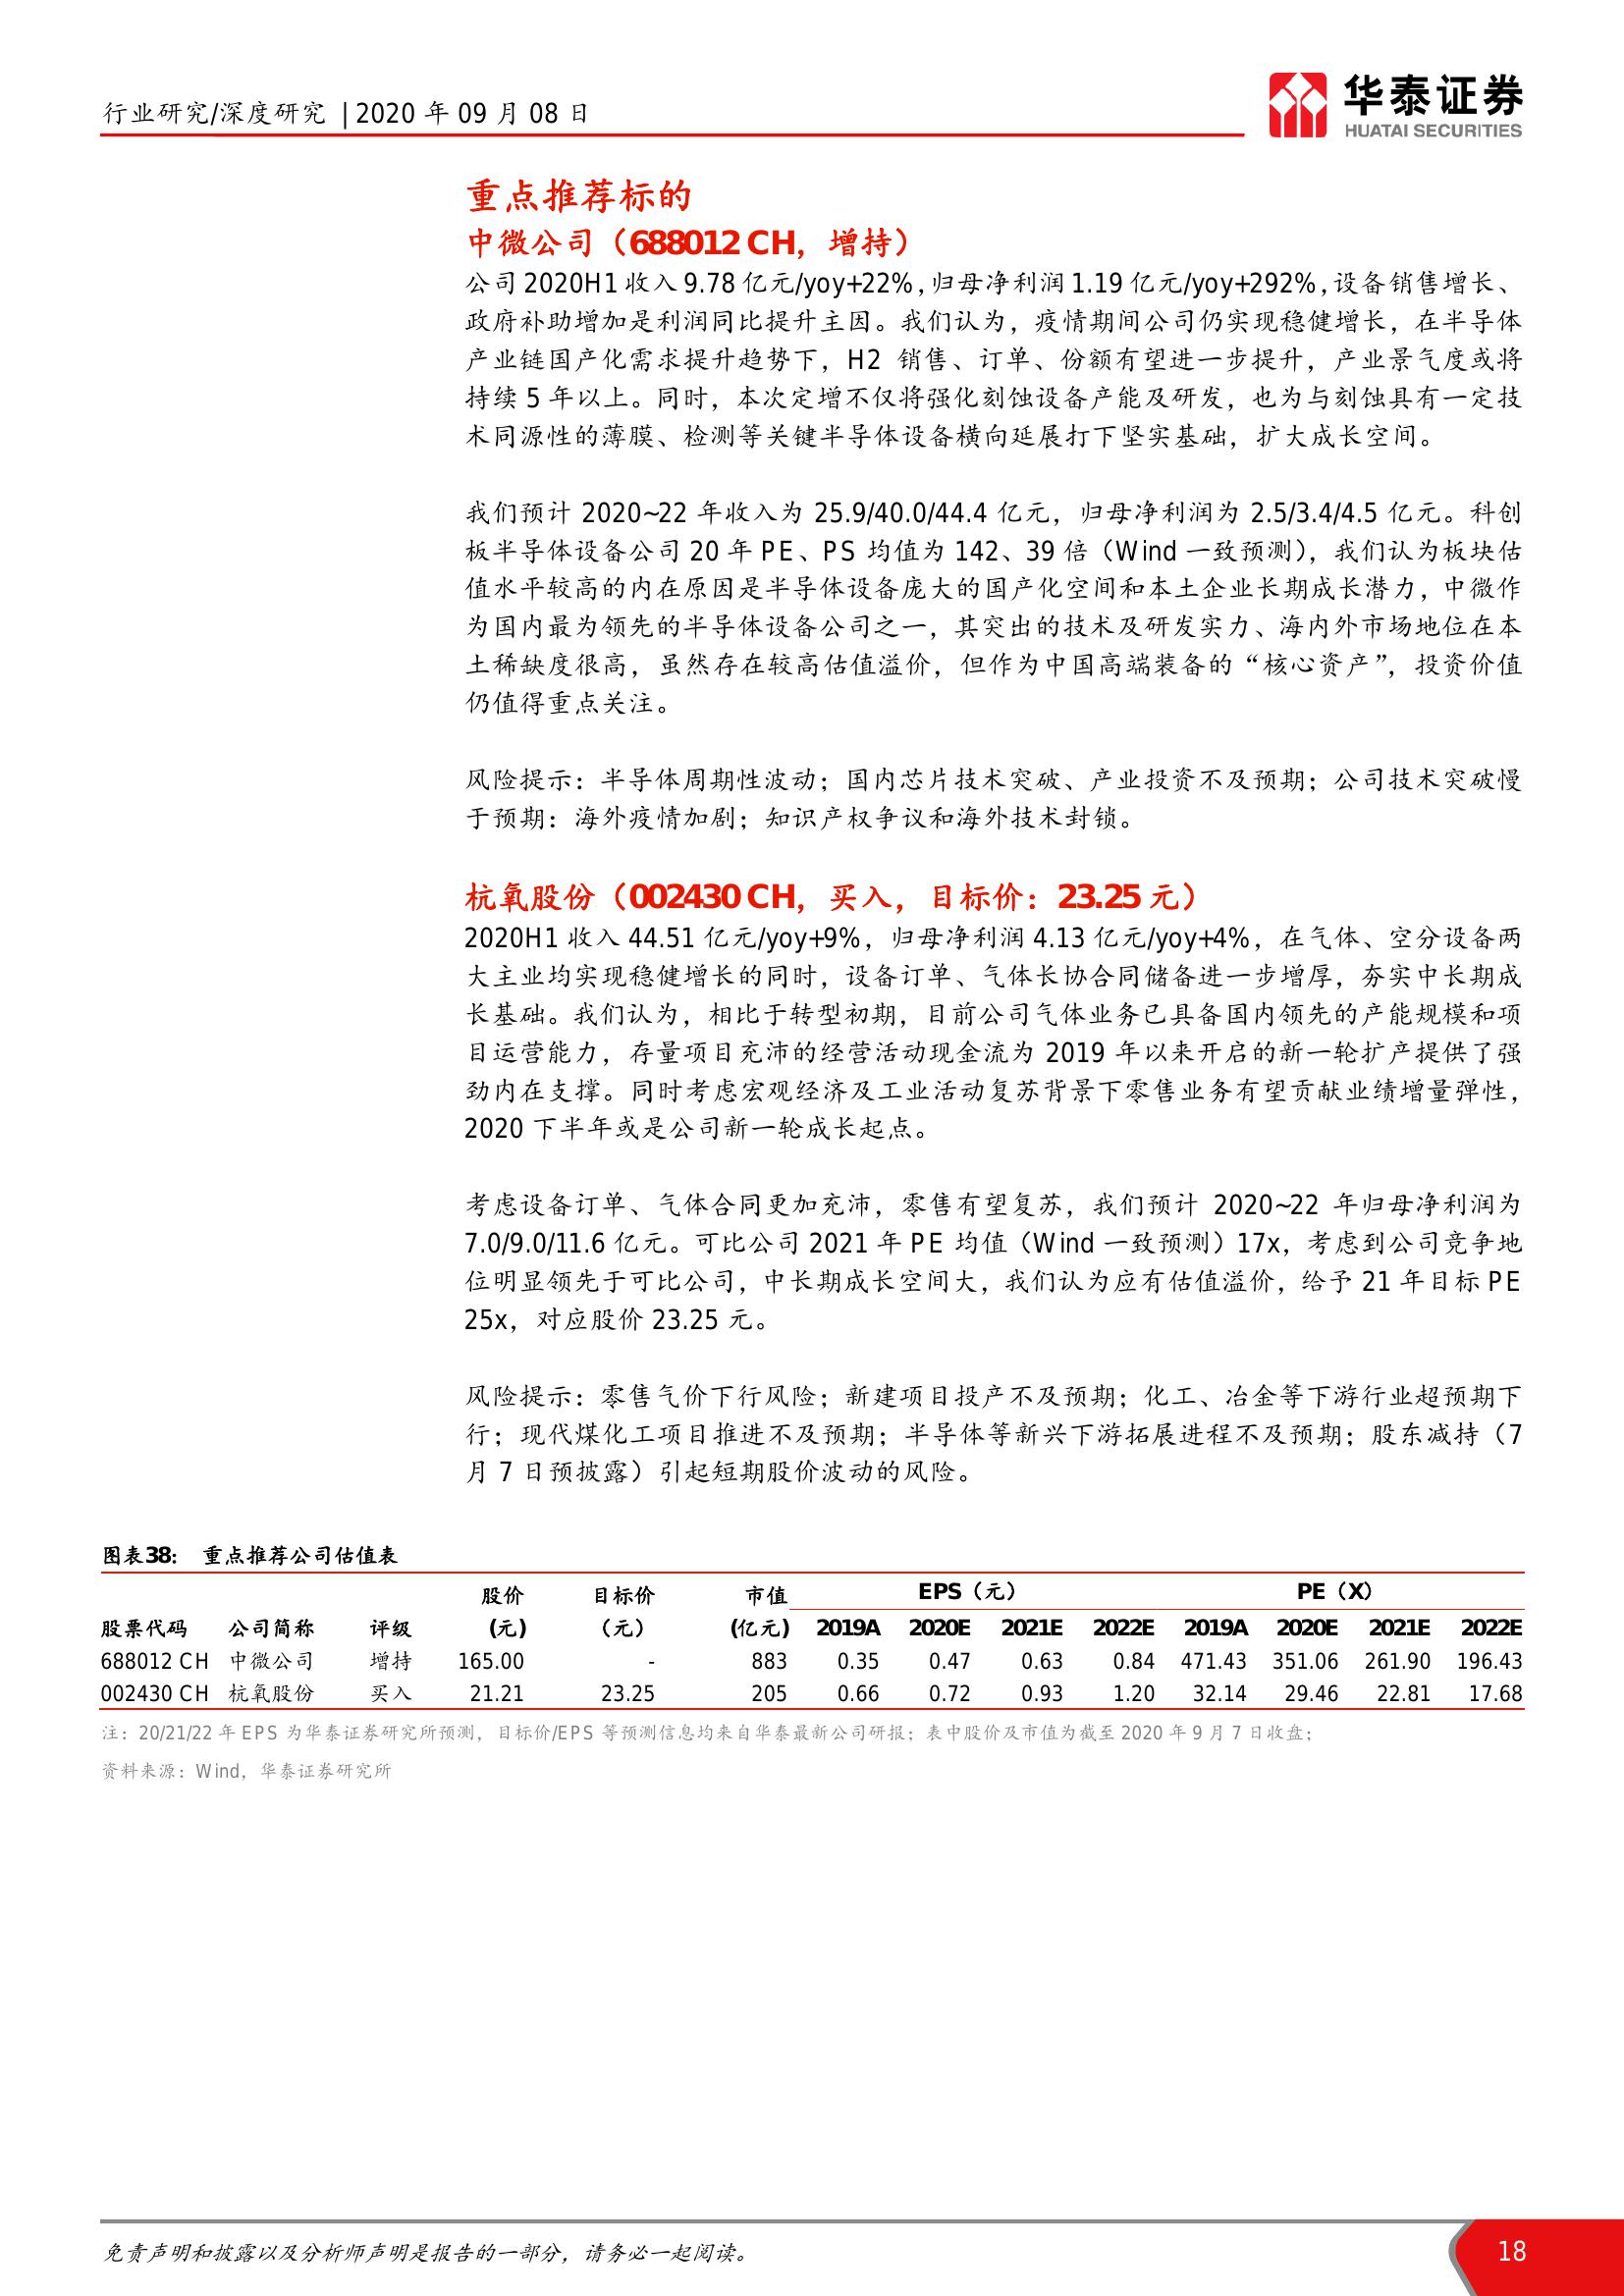 行业研究/深度研究 | 2020 年 09 月 08 日
华泰证券
HUATAI SECURITIES
重点推荐标的
中微公司（688012 CH，增持）
公司 2020H1 收入 9.78 亿元/yoy+22%，归母净利润 1.19 亿元/yoy+292%，设备销售增长、
政府补助增加是利润同比提升主因。我们认为，疫情期间公司仍实现稳健增长，在半导体
产业链国产化需求提升趋势下，H2 销售、订单、份额有望进一步提升，产业景气度或将
持续 5 年以上。同时，本次定增不仅将强化刻蚀设备产能及研发，也为与刻蚀具有一定技
术同源性的薄膜、检测等关键半导体设备横向延展打下坚实基础，扩大成长空间。
我们预计 2020~22 年收入为 25.9/40.0/44.4 亿元，归母净利润为 2.5/3.4/4.5 亿元。科创
板半导体设备公司 20 年 PE、PS 均值为 142、39 倍（Wind 一致预测），我们认为板块估
值水平较高的内在原因是半导体设备庞大的国产化空间和本土企业长期成长潜力，中微作
为国内最为领先的半导体设备公司之一，其突出的技术及研发实力、海内外市场地位在本
土稀缺度很高，虽然存在较高估值溢价，但作为中国高端装备的“核心资产”，投资价值
仍值得重点关注。
风险提示：半导体周期性波动；国内芯片技术突破、产业投资不及预期；公司技术突破慢
于预期：海外疫情加剧；知识产权争议和海外技术封锁。
杭氧股份（002430 CH，买入，目标价：23.25 元）
2020H1 收入 44.51 亿元/yoy+9%，归母净利润 4.13 亿元/yoy+4%，在气体、空分设备两
大主业均实现稳健增长的同时，设备订单、气体长协合同储备进一步增厚，夯实中长期成
长基础。我们认为，相比于转型初期，目前公司气体业务已具备国内领先的产能规模和项
目运营能力，存量项目充沛的经营活动现金流为 2019 年以来开启的新一轮扩产提供了强
劲内在支撑。同时考虑宏观经济及工业活动复苏背景下零售业务有望贡献业绩增量弹性，
2020 下半年或是公司新一轮成长起点。
考虑设备订单、气体合同更加充沛，零售有望复苏，我们预计 2020~22 年归母净利润为
7.0/9.0/11.6 亿元。可比公司 2021 年 PE 均值（Wind 一致预测）17x，考虑到公司竞争地
位明显领先于可比公司，中长期成长空间大，我们认为应有估值溢价，给予 21 年目标 PE
25x，对应股价 23.25 元。
风险提示：零售气价下行风险；新建项目投产不及预期；化工、冶金等下游行业超预期下
行；现代煤化工项目推进不及预期；半导体等新兴下游拓展进程不及预期；股东减持（7
月 7 日预披露）引起短期股价波动的风险。
图表38： 重点推荐公司估值表
股价 目标价 市值 EPS（元） PE（X）
股票代码 公司简称 评级 (元) （元） (亿元) 2019A 2020E 2021E 2022E 2019A 2020E 2021E 2022E
688012 CH 中微公司 增持 165.00 - 883 0.35 0.47 0.63 0.84 471.43 351.06 261.90 196.43
002430 CH 杭氧股份 买入 21.21 23.25 205 0.66 0.72 0.93 1.20 32.14 29.46 22.81 17.68
注：20/21/22 年 EPS 为华泰证券研究所预测，目标价/EPS 等预测信息均来自华泰最新公司研报；表中股价及市值为截至 2020 年 9 月 7 日收盘；
资料来源：Wind，华泰证券研究所
免责声明和披露以及分析师声明是报告的一部分，请务必一起阅读。
18